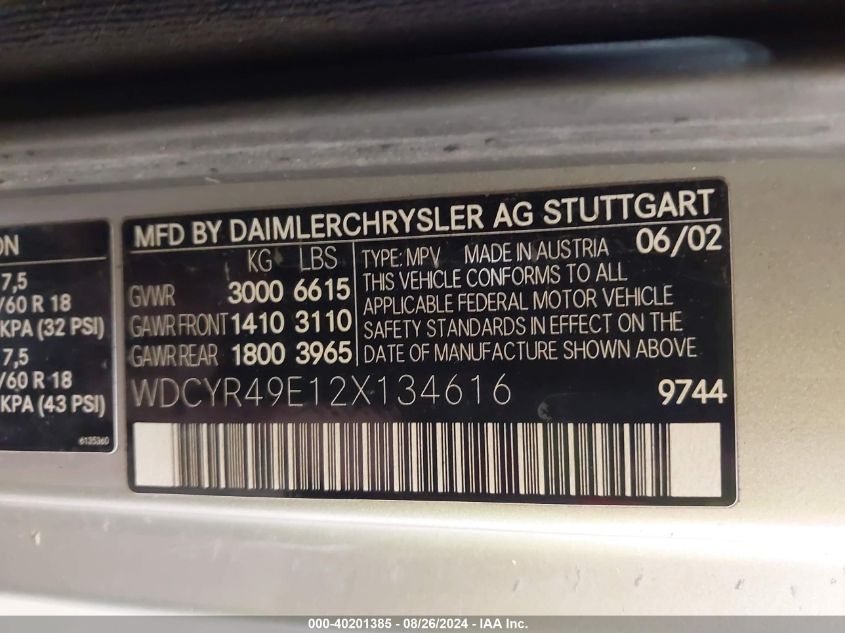 ON
7,5
/60 R 18
KPA (32 PSI)
7,5
/60 R 18
KPA (43 PSI)
6135360
MFD BY DAIMLERCHRYSLER AG STUTTGART
KG LBS TYPE: MPV MADE IN AUSTRIA 06/02
GVWR 3000 6615 THIS VEHICLE CONFORMS TO ALL
APPLICABLE FEDERAL MOTOR VEHICLE
GAWR FRONT 1410 3110 SAFETY STANDARDS IN EFFECT ON THE
GAWR REAR 1800 3965 DATE OF MANUFACTURE SHOWN ABOVE
WDCYR49E12X134616 9744
000-40201385 - 08/26/2024 - IAA Inc.